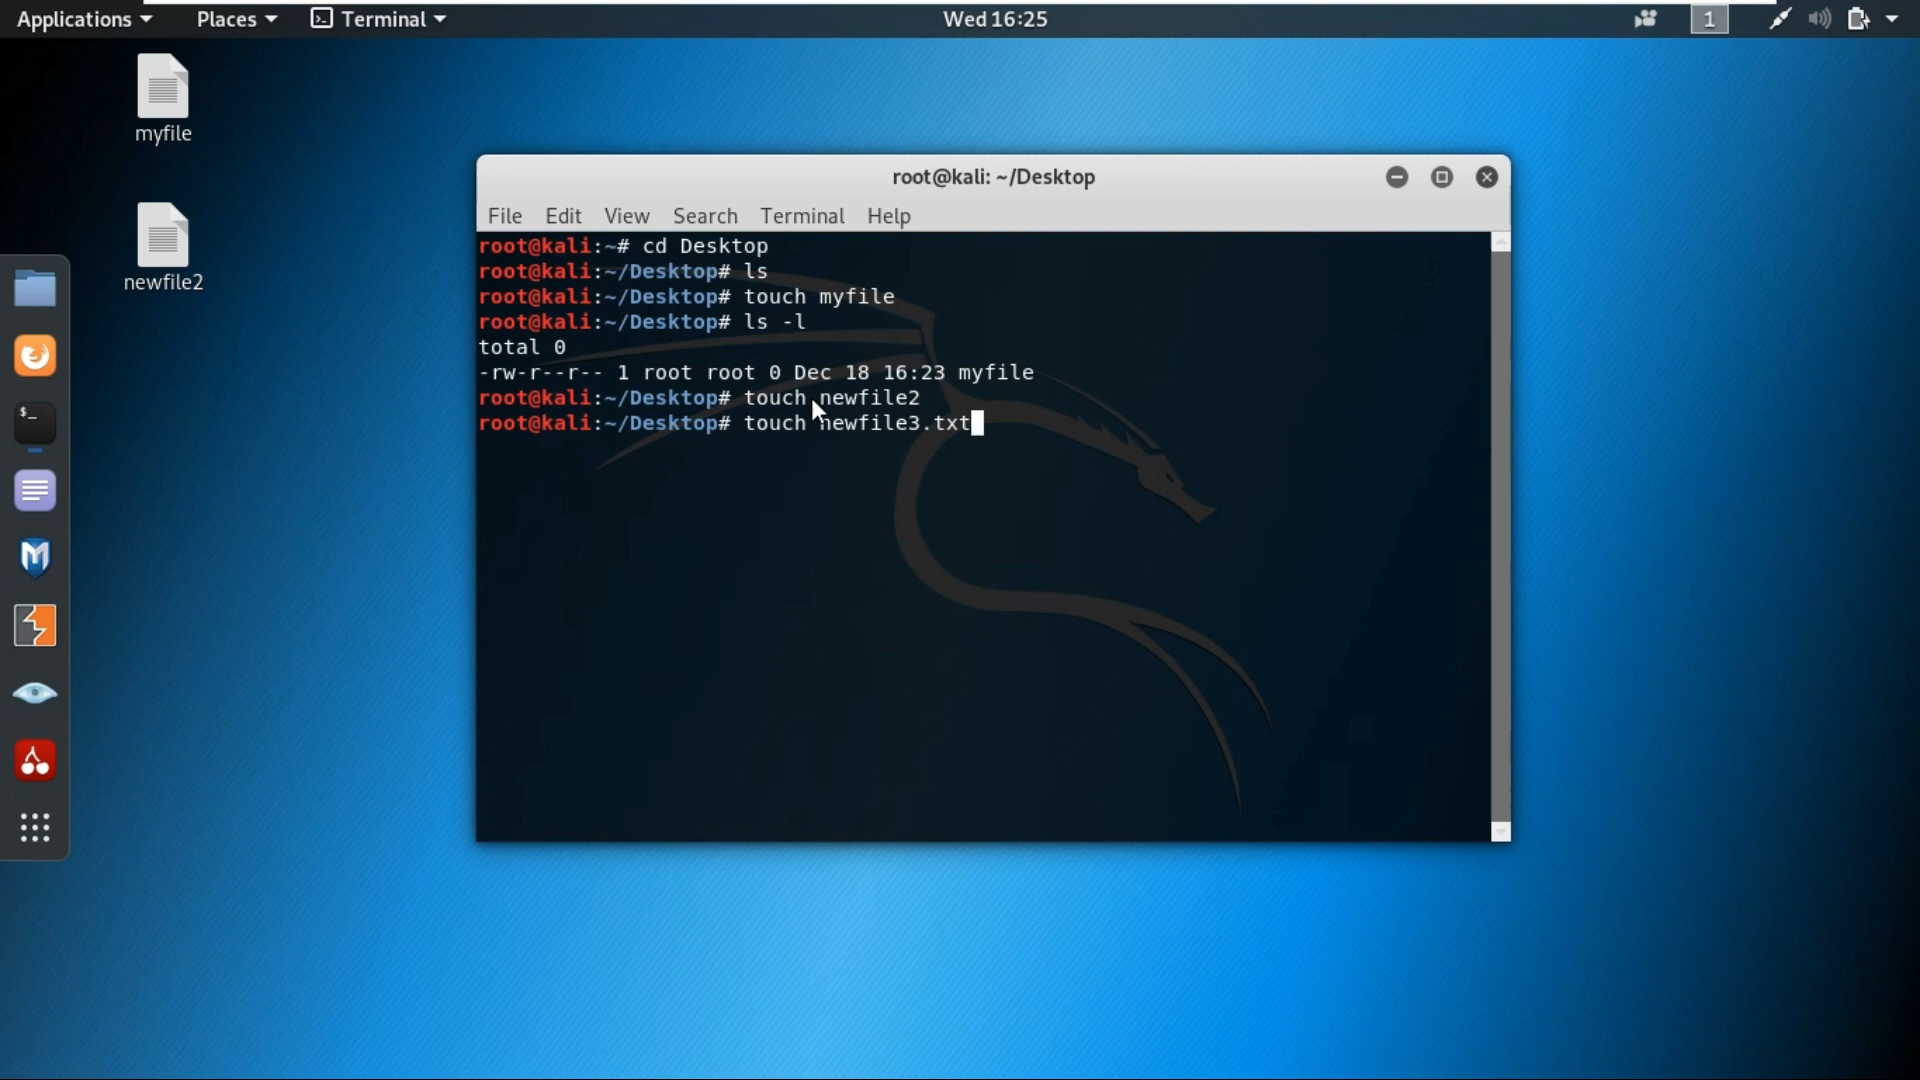 Applications Places Terminal Wed 16:25 1
myfile
newfile2
root@kali: ~/Desktop
File Edit View Search Terminal Help
root@kali:~# cd Desktop
root@kali:~/Desktop# ls
root@kali:~/Desktop# touch myfile
root@kali:~/Desktop# ls -l
total 0
-rw-r--r-- 1 root root 0 Dec 18 16:23 myfile
root@kali:~/Desktop# touch newfile2
root@kali:~/Desktop# touch newfile3.txt
$_